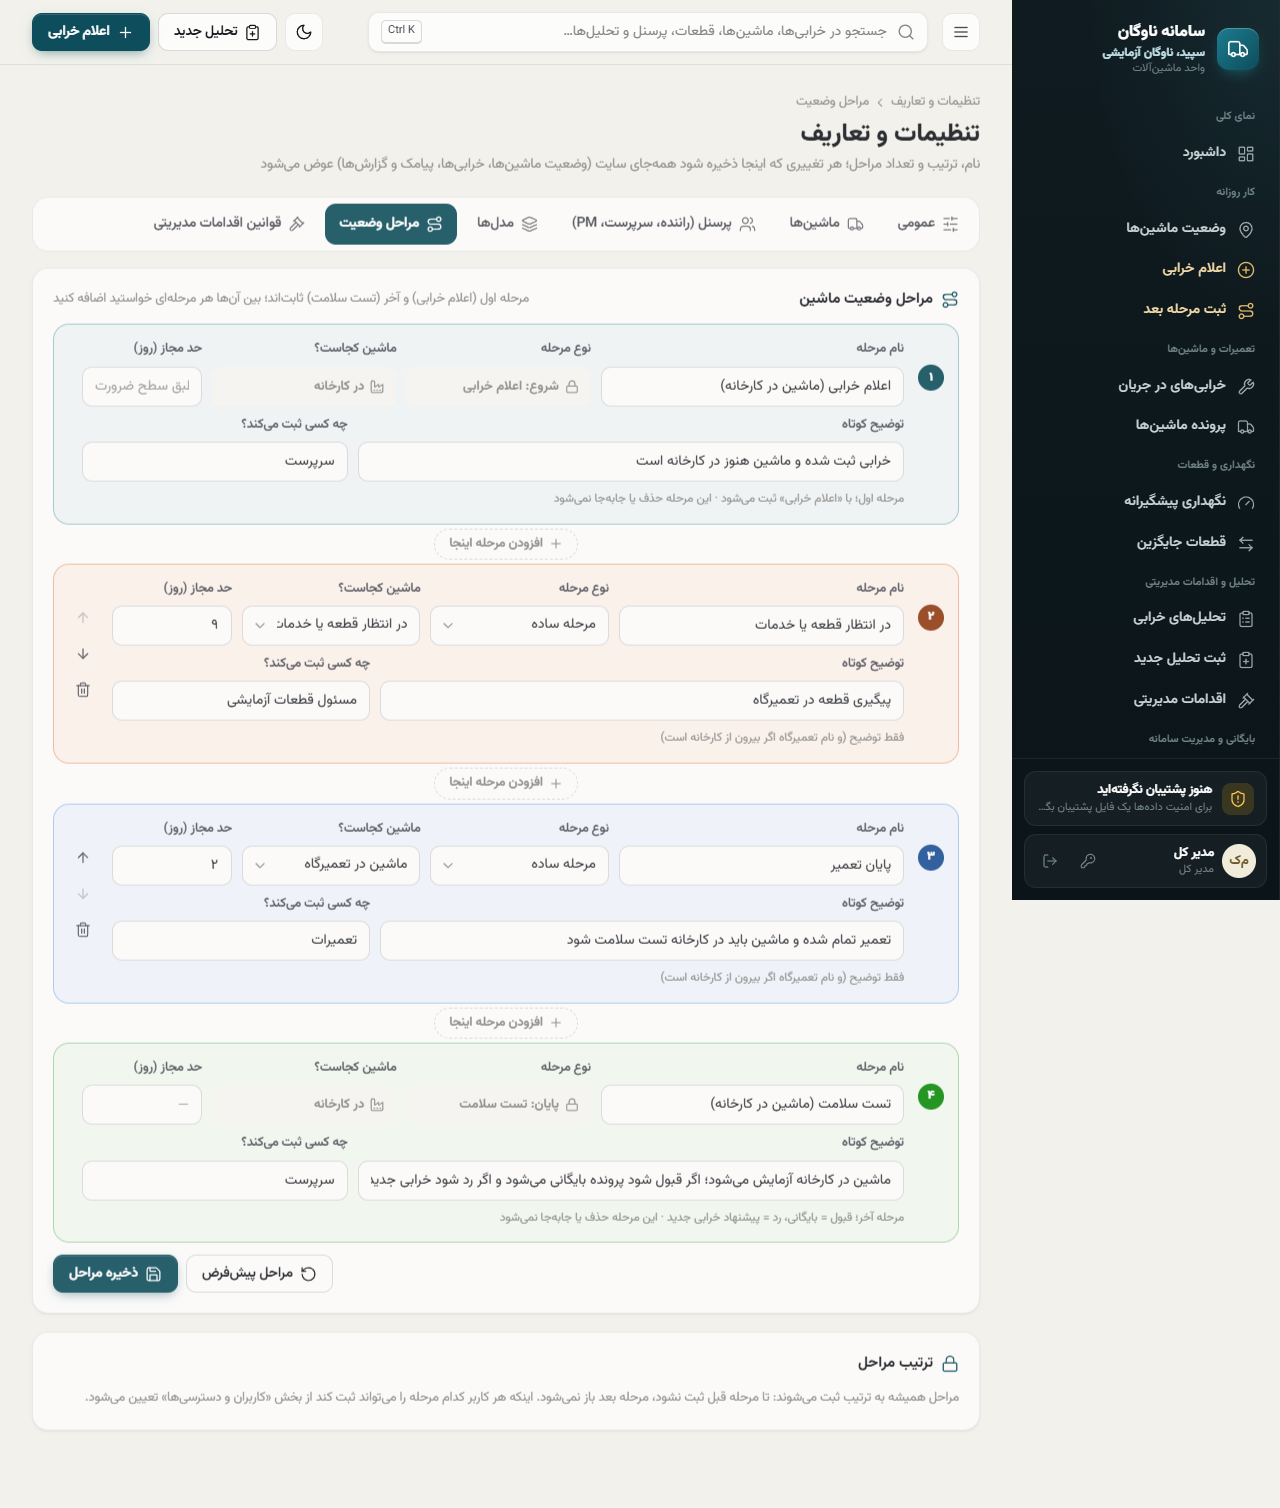 سامانه ناوگان
سپید، ناوگان آزمایشی
واحد ماشین‌آلات
نمای کلی
داشبورد
کار روزانه
وضعیت ماشین‌ها
اعلام خرابی
ثبت مرحله بعد
تعمیرات و ماشین‌ها
خرابی‌های در جریان
پرونده ماشین‌ها
نگهداری و قطعات
نگهداری پیشگیرانه
قطعات جایگزین
تحلیل و اقدامات مدیریتی
تحلیل‌های خرابی
ثبت تحلیل جدید
اقدامات مدیریتی
بایگانی و مدیریت سامانه
هنوز پشتیبان نگرفته‌اید
برای امنیت داده‌ها یک فایل پشتیبان بگ...
م‌ک
مدیر کل
مدیر کل
جستجو در خرابی‌ها، ماشین‌ها، قطعات، پرسنل و تحلیل‌ها...
Ctrl K
تحلیل جدید
اعلام خرابی
تنظیمات و تعاریف
مراحل وضعیت
تنظیمات و تعاریف
نام، ترتیب و تعداد مراحل؛ هر تغییری که اینجا ذخیره شود همه‌جای سایت (وضعیت ماشین‌ها، خرابی‌ها، پیامک و گزارش‌ها) عوض می‌شود
عمومی
ماشین‌ها
پرسنل (راننده، سرپرست، PM)
مدل‌ها
مراحل وضعیت
قوانین اقدامات مدیریتی
مراحل وضعیت ماشین
مرحله اول (اعلام خرابی) و آخر (تست سلامت) ثابت‌اند؛ بین آن‌ها هر مرحله‌ای خواستید اضافه کنید
۱
نام مرحله
نوع مرحله
ماشین کجاست؟
حد مجاز (روز)
اعلام خرابی (ماشین در کارخانه)
شروع: اعلام خرابی
در کارخانه
طبق سطح ضرورت
توضیح کوتاه
چه کسی ثبت می‌کند؟
خرابی ثبت شده و ماشین هنوز در کارخانه است
سرپرست
مرحله اول؛ با «اعلام خرابی» ثبت می‌شود · این مرحله حذف یا جابه‌جا نمی‌شود
افزودن مرحله اینجا
۲
نام مرحله
نوع مرحله
ماشین کجاست؟
حد مجاز (روز)
در انتظار قطعه یا خدمات
مرحله ساده
در انتظار قطعه یا خدمات
۹
توضیح کوتاه
چه کسی ثبت می‌کند؟
پیگیری قطعه در تعمیرگاه
مسئول قطعات آزمایشی
فقط توضیح (و نام تعمیرگاه اگر بیرون از کارخانه است)
افزودن مرحله اینجا
۳
نام مرحله
نوع مرحله
ماشین کجاست؟
حد مجاز (روز)
پایان تعمیر
مرحله ساده
ماشین در تعمیرگاه
۲
توضیح کوتاه
چه کسی ثبت می‌کند؟
تعمیر تمام شده و ماشین باید در کارخانه تست سلامت شود
تعمیرات
فقط توضیح (و نام تعمیرگاه اگر بیرون از کارخانه است)
افزودن مرحله اینجا
۴
نام مرحله
نوع مرحله
ماشین کجاست؟
حد مجاز (روز)
تست سلامت (ماشین در کارخانه)
پایان: تست سلامت
در کارخانه
—
توضیح کوتاه
چه کسی ثبت می‌کند؟
ماشین در کارخانه آزمایش می‌شود؛ اگر قبول شود پرونده بایگانی می‌شود و اگر رد شود خرابی جدید
سرپرست
مرحله آخر؛ قبول = بایگانی، رد = پیشنهاد خرابی جدید · این مرحله حذف یا جابه‌جا نمی‌شود
مراحل پیش‌فرض
ذخیره مراحل
ترتیب مراحل
مراحل همیشه به ترتیب ثبت می‌شوند: تا مرحله قبل ثبت نشود، مرحله بعد باز نمی‌شود. اینکه هر کاربر کدام مرحله را می‌تواند ثبت کند از بخش «کاربران و دسترسی‌ها» تعیین می‌شود.